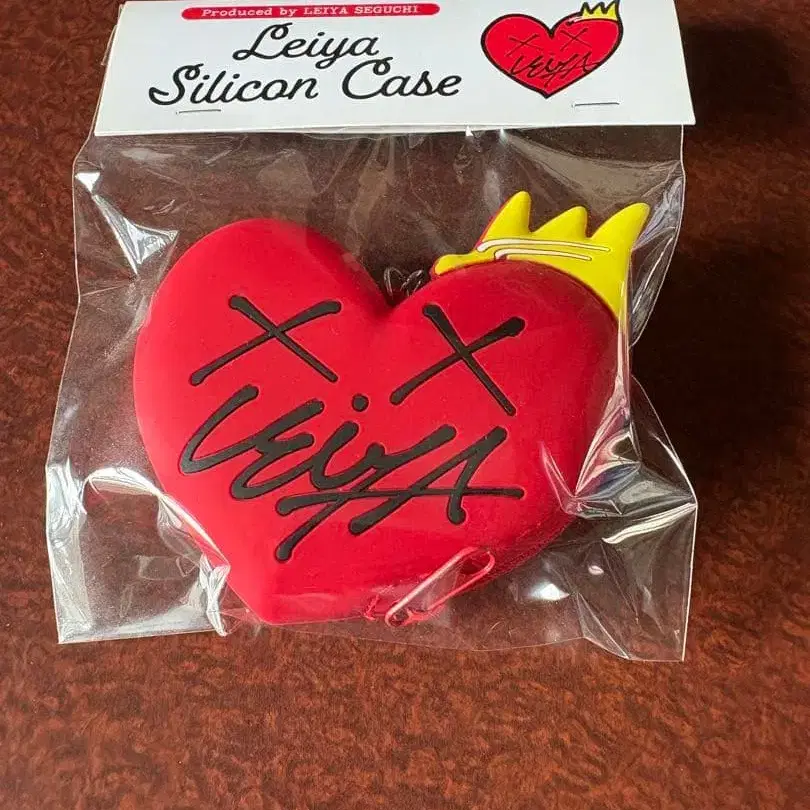 Produced by LEIYA SEGUCHI
Leiya
Silicon Case
LEiyA
LEiyA